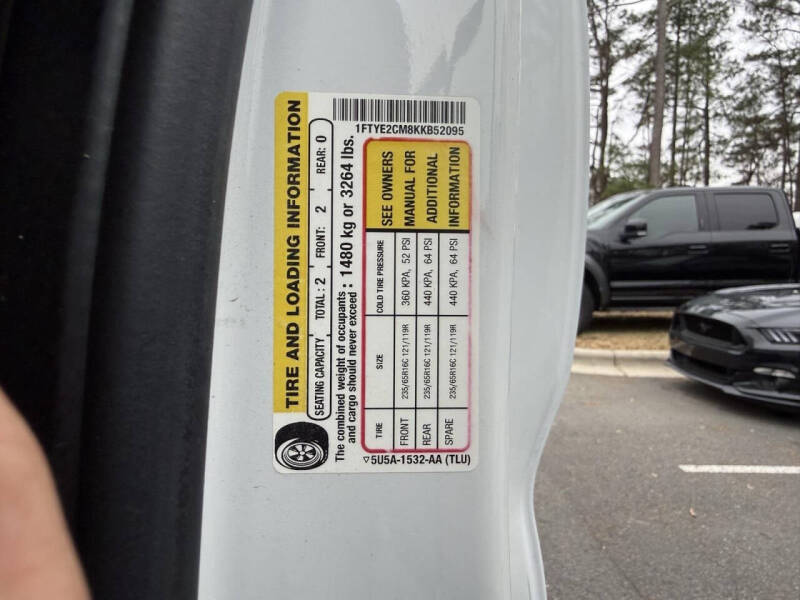 1FTYE2CM8KKB52095
TIRE AND LOADING INFORMATION
SEATING CAPACITY TOTAL: 2 FRONT: 2 REAR: 0
The combined weight of occupants
and cargo should never exceed : 1480 kg or 3264 lbs.
TIRE SIZE COLD TIRE PRESSURE
FRONT 235/65R16C 121/119R 360 KPA, 52 PSI
REAR 235/65R16C 121/119R 440 KPA, 64 PSI
SPARE 235/65R16C 121/119R 440 KPA, 64 PSI
SEE OWNERS
MANUAL FOR
ADDITIONAL
INFORMATION
5U5A-1532-AA (TLU)